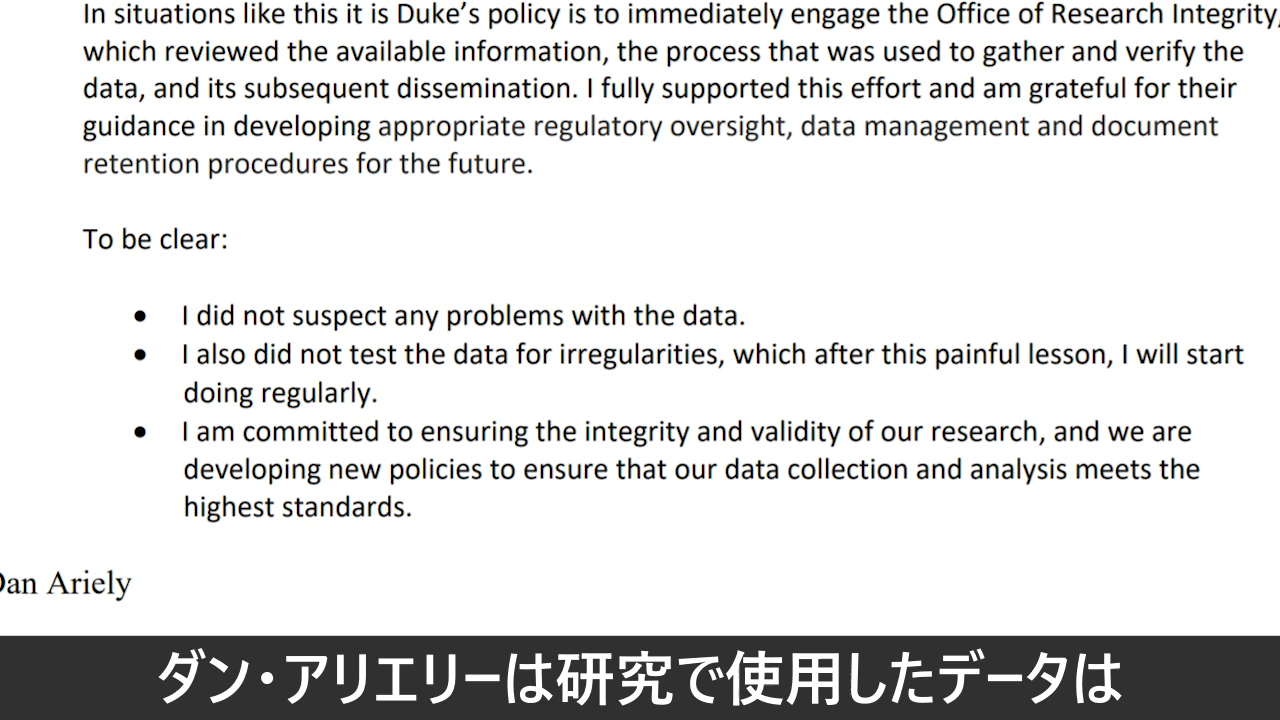 In situations like this it is Duke’s policy is to immediately engage the Office of Research Integrity,
which reviewed the available information, the process that was used to gather and verify the
data, and its subsequent dissemination. I fully supported this effort and am grateful for their
guidance in developing appropriate regulatory oversight, data management and document
retention procedures for the future.
To be clear:
• I did not suspect any problems with the data.
• I also did not test the data for irregularities, which after this painful lesson, I will start
doing regularly.
• I am committed to ensuring the integrity and validity of our research, and we are
developing new policies to ensure that our data collection and analysis meets the
highest standards.
Dan Ariely
ダン・アリエリーは研究で使用したデータは